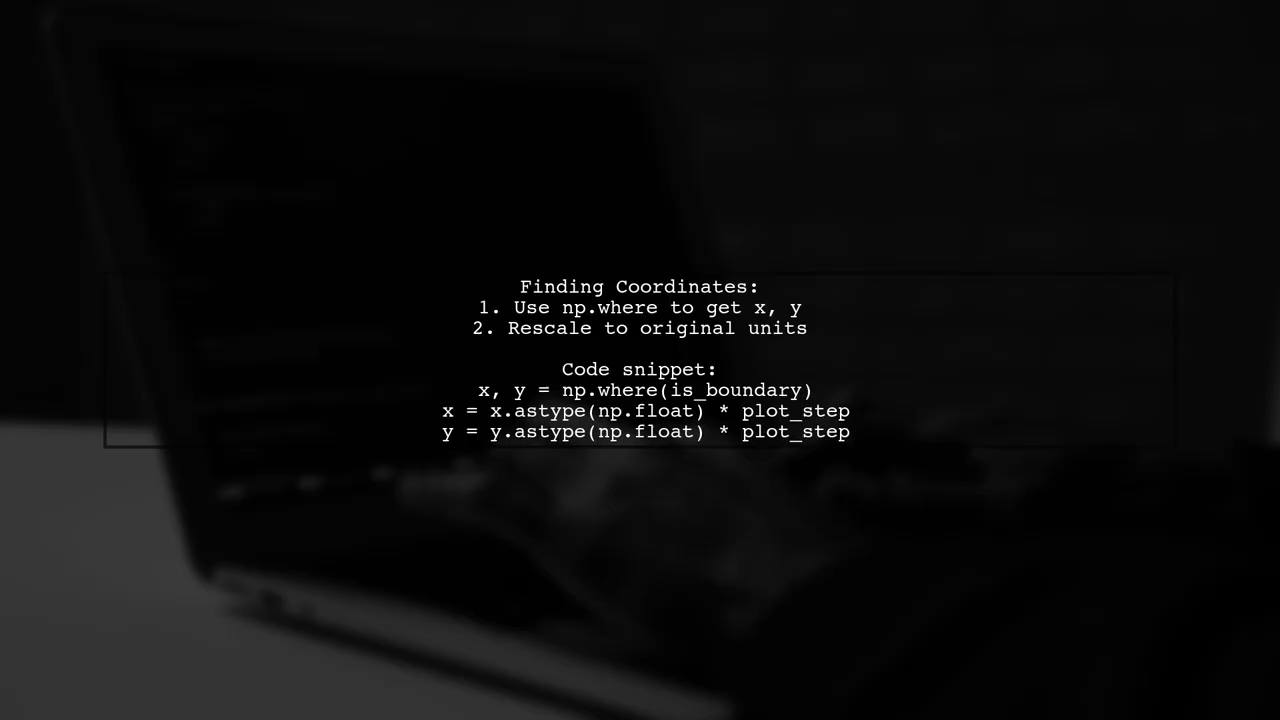 Finding Coordinates:
1. Use np.where to get x, y
2. Rescale to original units
Code snippet:
x, y = np.where(is_boundary)
x = x.astype(np.float) * plot_step
y = y.astype(np.float) * plot_step